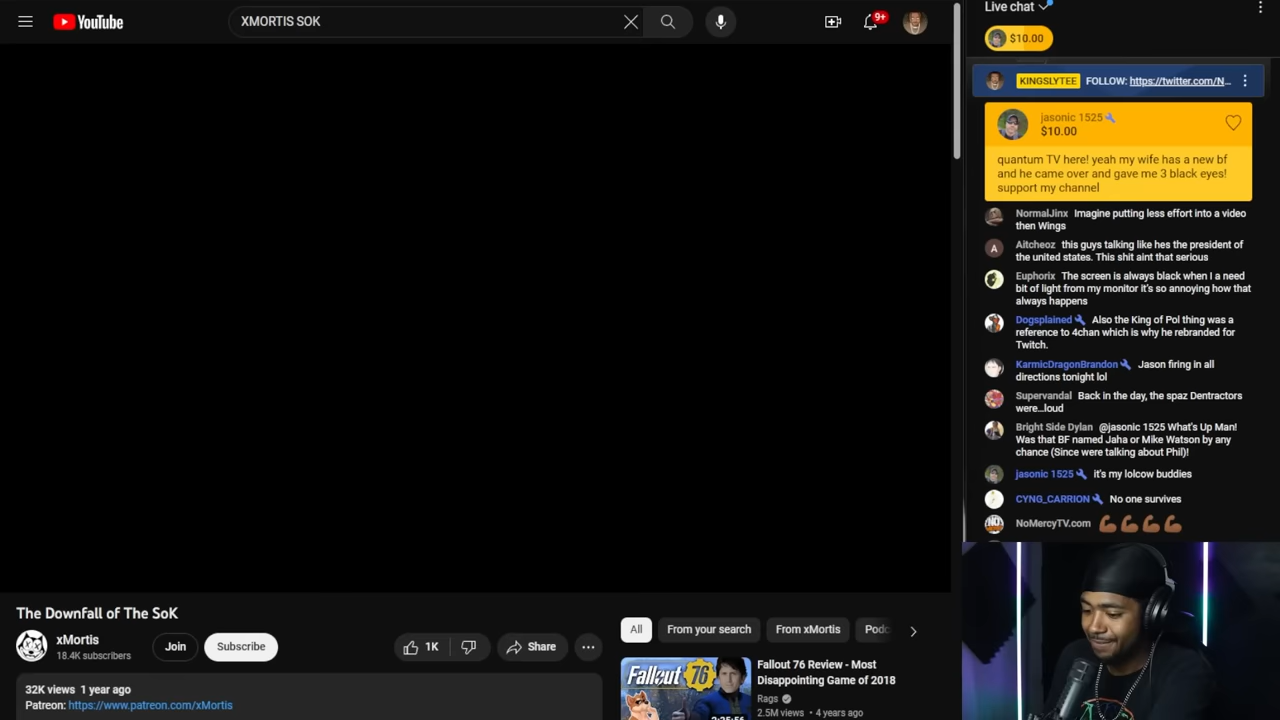 YouTube
XMORTIS SOK
9+
Live chat
$10.00
KINGSLYTEE FOLLOW: https://twitter.com/N...
jasonic 1525
$10.00
quantum TV here! yeah my wife has a new bf
and he came over and gave me 3 black eyes!
support my channel
NormalJinx Imagine putting less effort into a video
then Wings
A
Aitcheoz this guys talking like hes the president of
the united states. This shit aint that serious
Euphorix The screen is always black when I a need
bit of light from my monitor it's so annoying how that
always happens
Dogsplained Also the King of Pol thing was a
reference to 4chan which is why he rebranded for
Twitch.
KarmicDragonBrandon Jason firing in all
directions tonight lol
Supervandal Back in the day, the spaz Dentractors
were...loud
Bright Side Dylan @jasonic 1525 What's Up Man!
Was that BF named Jaha or Mike Watson by any
chance (Since were talking about Phil)!
jasonic 1525 it's my lolcow buddies
CYNG_CARRION No one survives
NoMercyTV.com
The Downfall of The SoK
xMortis
18.4K subscribers
Join
Subscribe
1K
Share
32K views 1 year ago
Patreon: https://www.patreon.com/xMortis
All
From your search
From xMortis
Podc
Fallout 76
2:25:56
Fallout 76 Review - Most
Disappointing Game of 2018
Rags
2.5M views • 4 years ago